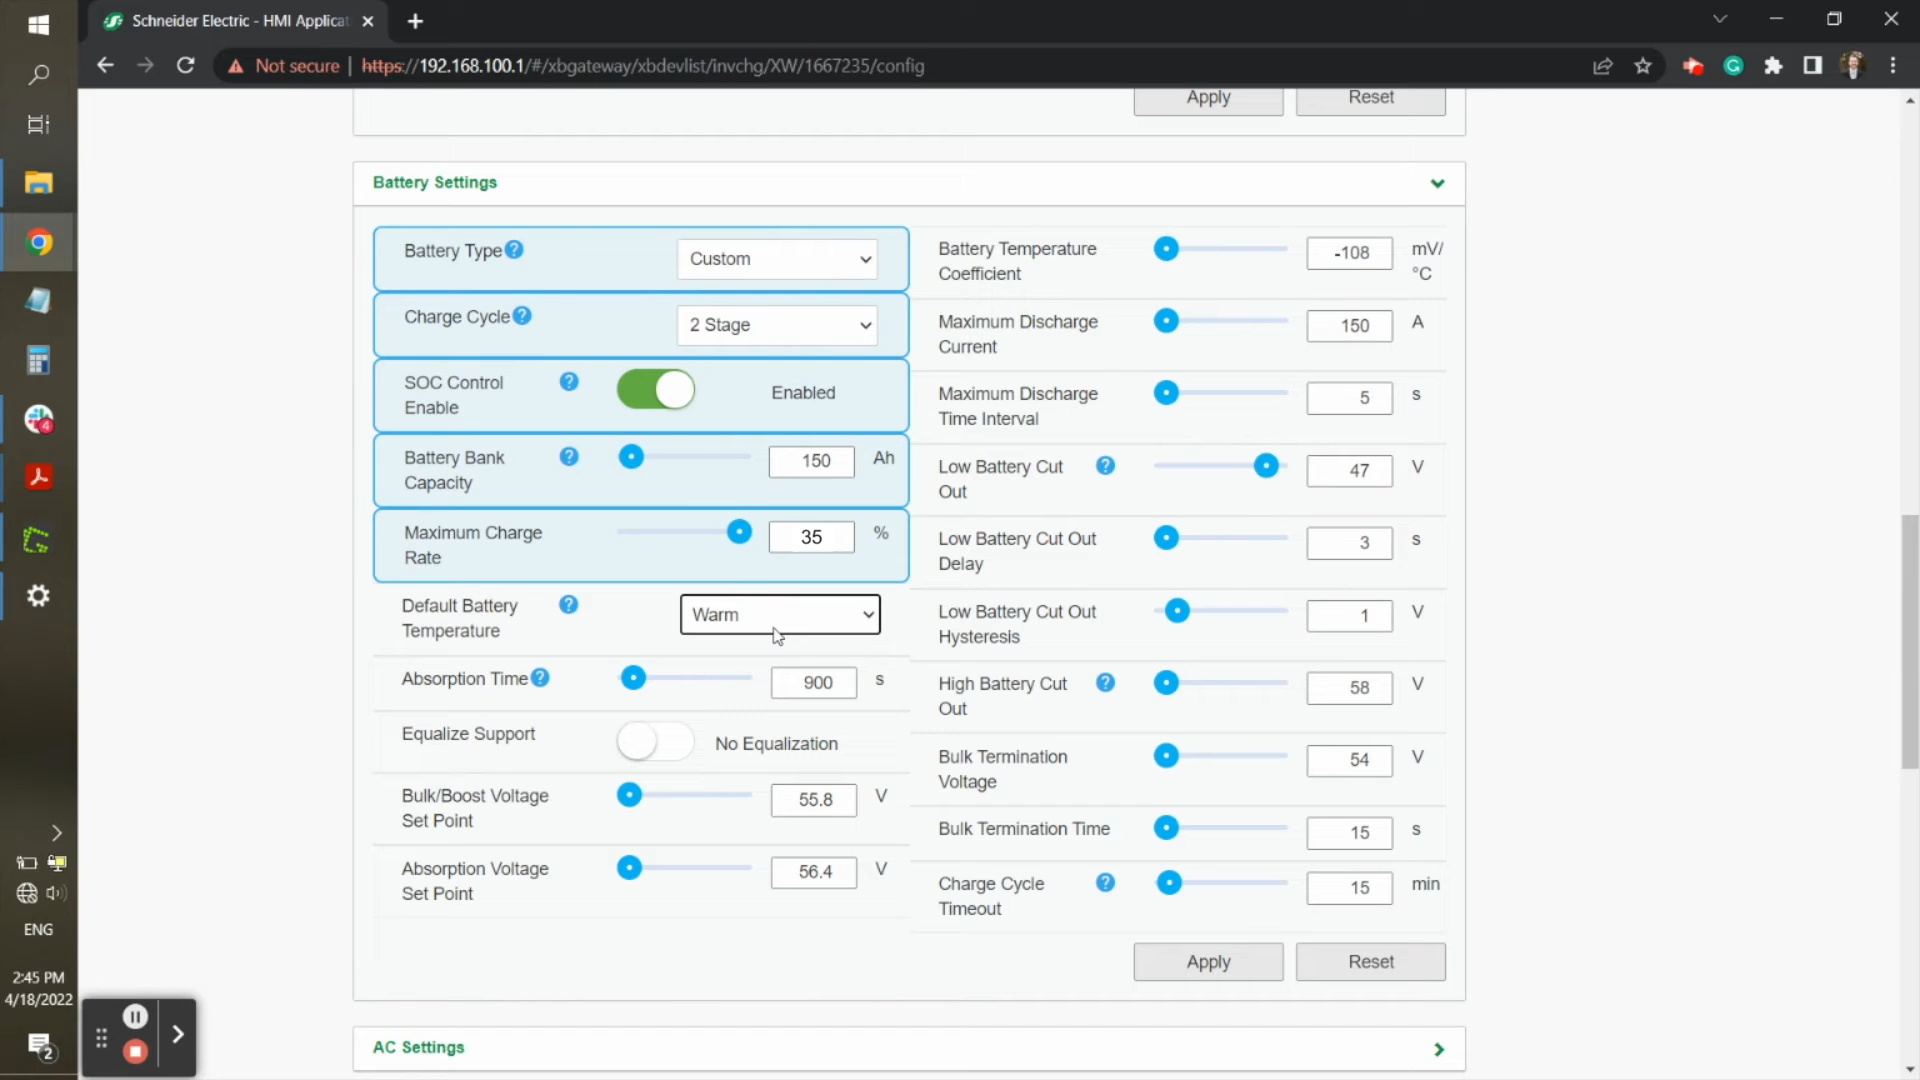 Schneider Electric - HMI Applicat
Not secure | https://192.168.100.1/#/xbgateway/xbdevlist/invchg/XW/1667235/config
Apply
Reset
Battery Settings
Battery Type ?
Custom
Charge Cycle ?
2 Stage
SOC Control
Enable
?
Enabled
Battery Bank
Capacity
?
150
Ah
Maximum Charge
Rate
35
%
Default Battery
Temperature
?
Warm
Absorption Time ?
900
s
Equalize Support
No Equalization
Bulk/Boost Voltage
Set Point
55.8
V
Absorption Voltage
Set Point
56.4
V
Battery Temperature
Coefficient
-108
mV/
°C
Maximum Discharge
Current
150
A
Maximum Discharge
Time Interval
5
s
Low Battery Cut
Out
?
47
V
Low Battery Cut Out
Delay
3
s
Low Battery Cut Out
Hysteresis
1
V
High Battery Cut
Out
?
58
V
Bulk Termination
Voltage
54
V
Bulk Termination Time
15
s
Charge Cycle
Timeout
?
15
min
Apply
Reset
AC Settings
4
ENG
2:45 PM
4/18/2022
2